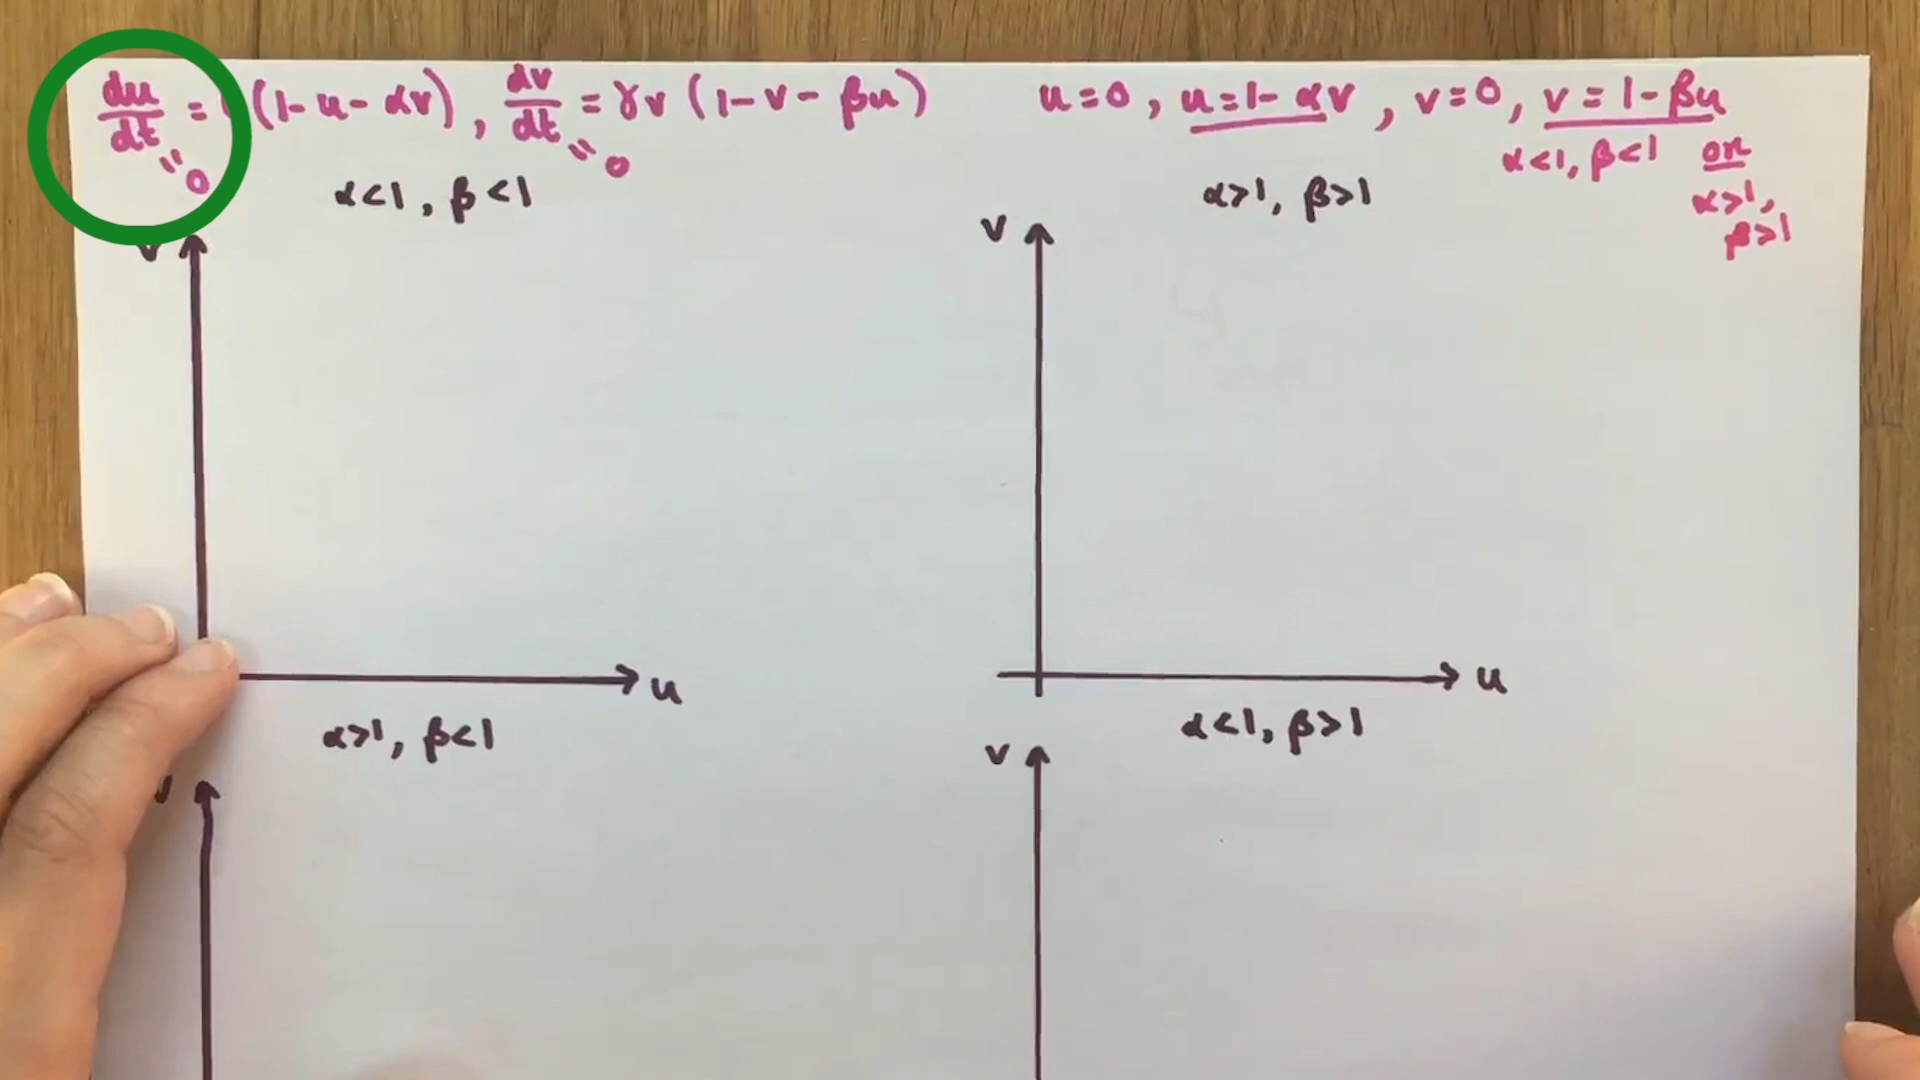 du/dt = (1-u-αv), dv/dt = γv (1-v-βu)
u=0, u=1-αv, v=0, v=1-βu
=0
=0
α<1, β<1 or
α>1,
β>1
α<1, β<1
α>1, β>1
v
v
u
u
α>1, β<1
α<1, β>1
v
v